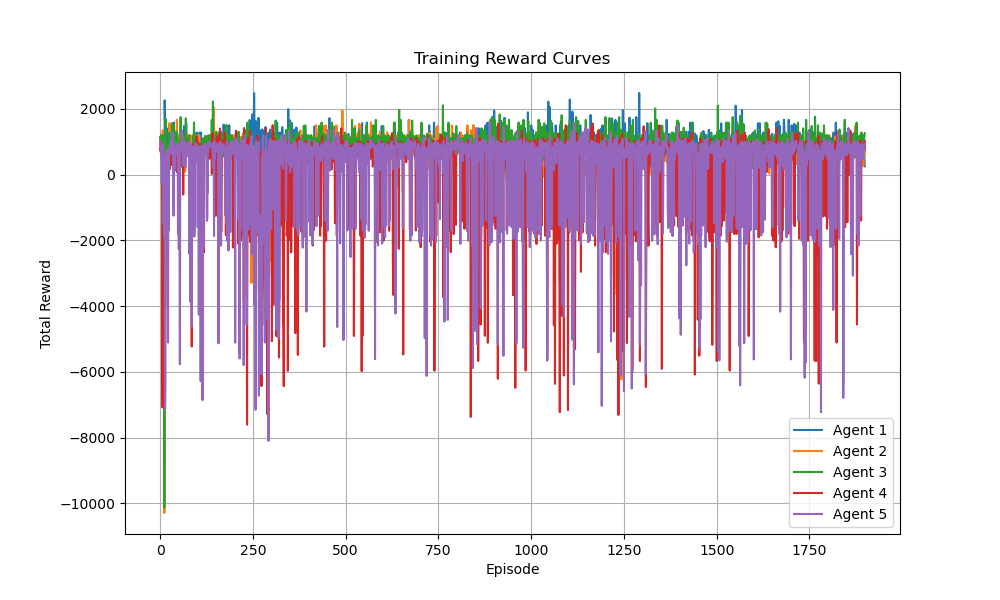 Training Reward Curves
Total Reward
2000
0
−2000
−4000
−6000
−8000
−10000
0 250 500 750 1000 1250 1500 1750
Episode
Agent 1
Agent 2
Agent 3
Agent 4
Agent 5